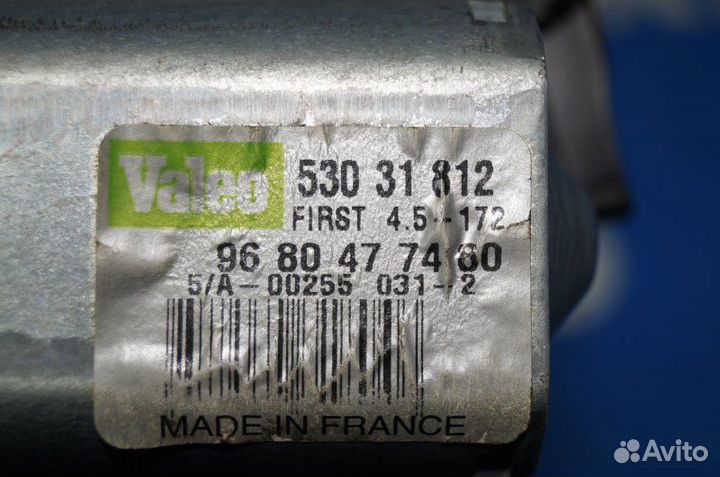 Valeo
530 31 812
FIRST 4.5--172
96 80 47 74 80
5/A-00255 031--2
MADE IN FRANCE
Avito